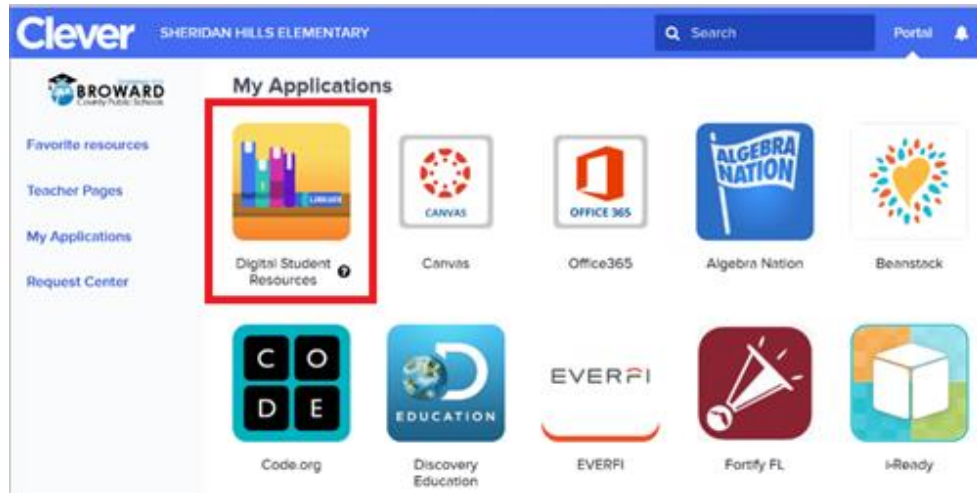 Clever SHERIDAN HILLS ELEMENTARY Search Portal
BROWARD
County Public Schools
My Applications
Favorite resources
Teacher Pages
My Applications
Request Center
CANVAS
OFFICE 365
ALGEBRA
NATION
Digital Student
Resources ?
Canvas
Office365
Algebra Nation
Beanstack
C O
D E
D
EDUCATION
EVERFI
Code.org
Discovery
Education
EVERFI
Fortify FL
i-Ready